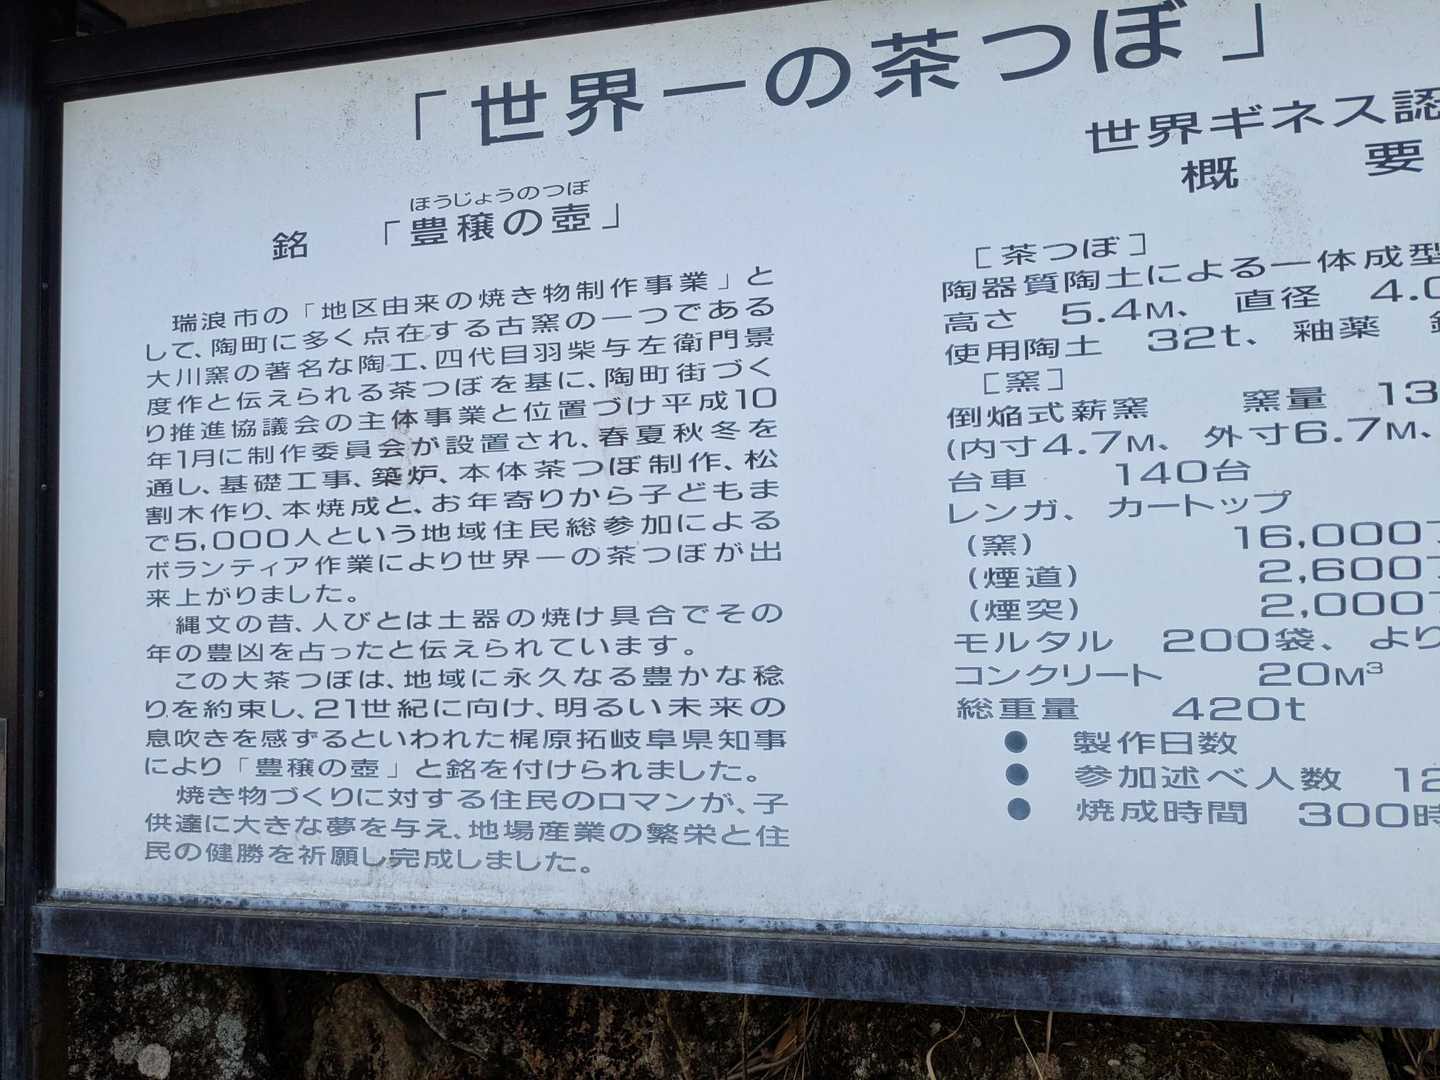 「世界一の茶つぼ」
ほうじょうのつぼ
銘 「豊穣の壺」
瑞浪市の「地区由来の焼き物制作事業」と
して、陶町に多く点在する古窯の一つである
大川窯の著名な陶工、四代目羽柴与左衛門景
度作と伝えられる茶つぼを基に、陶町街づく
り推進協議会の主体事業と位置づけ平成10
年1月に制作委員会が設置され、春夏秋冬を
通し、基礎工事、築炉、本体茶つぼ制作、松
割木作り、本焼成と、お年寄りから子どもま
で5,000人という地域住民総参加による
ボランティア作業により世界一の茶つぼが出
来上がりました。
縄文の昔、人びとは土器の焼け具合でその
年の豊凶を占ったと伝えられています。
この大茶つぼは、地域に永久なる豊かな稔
りを約束し、21世紀に向け、明るい未来の
息吹きを感ずるといわれた梶原拓岐阜県知事
により「豊穣の壺」と銘を付けられました。
焼き物づくりに対する住民のロマンが、子
供達に大きな夢を与え、地場産業の繁栄と住
民の健勝を祈願し完成しました。
世界ギネス認
概 要
[茶つぼ]
陶器質陶土による一体成型
高さ 5.4M、 直径 4.0
使用陶土 32t、釉薬
[窯]
倒焔式薪窯 窯量 13
(内寸4.7M、外寸6.7M、
台車 140台
レンガ、カートップ
(窯) 16,000
(煙道) 2,600
(煙突) 2,000
モルタル 200袋、より
コンクリート 20M³
総重量 420t
● 製作日数
● 参加述べ人数 12
● 焼成時間 300時